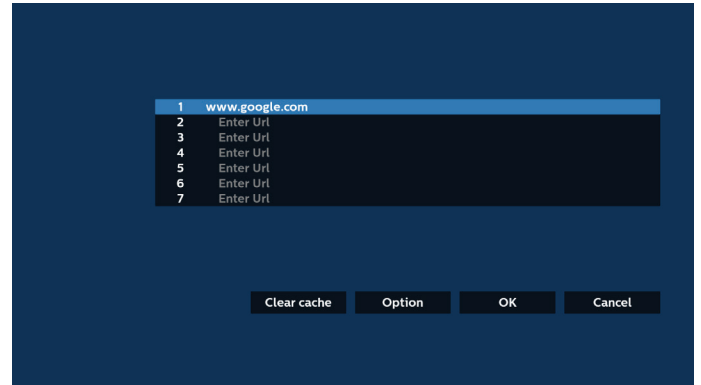 1 www.google.com
2 Enter Url
3 Enter Url
4 Enter Url
5 Enter Url
6 Enter Url
7 Enter Url
Clear cache Option OK Cancel